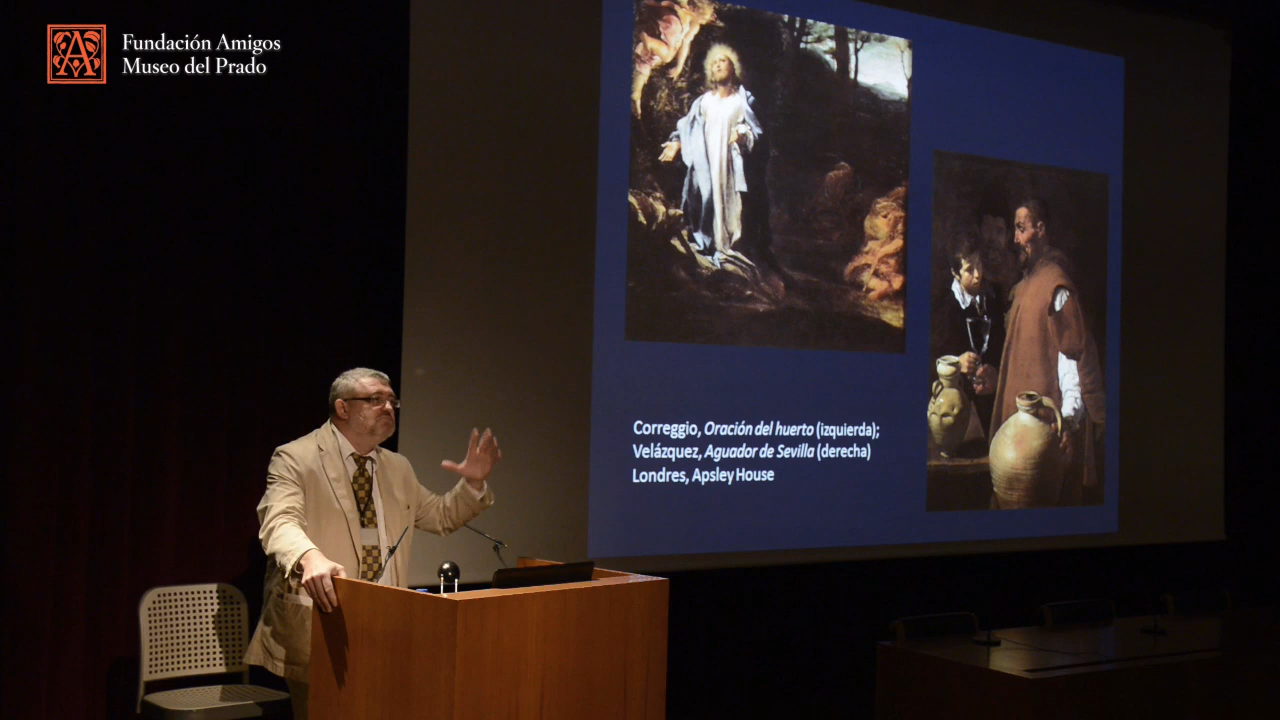 Fundación Amigos
Museo del Prado
Correggio, Oración del huerto (izquierda);
Velázquez, Aguador de Sevilla (derecha)
Londres, Apsley House